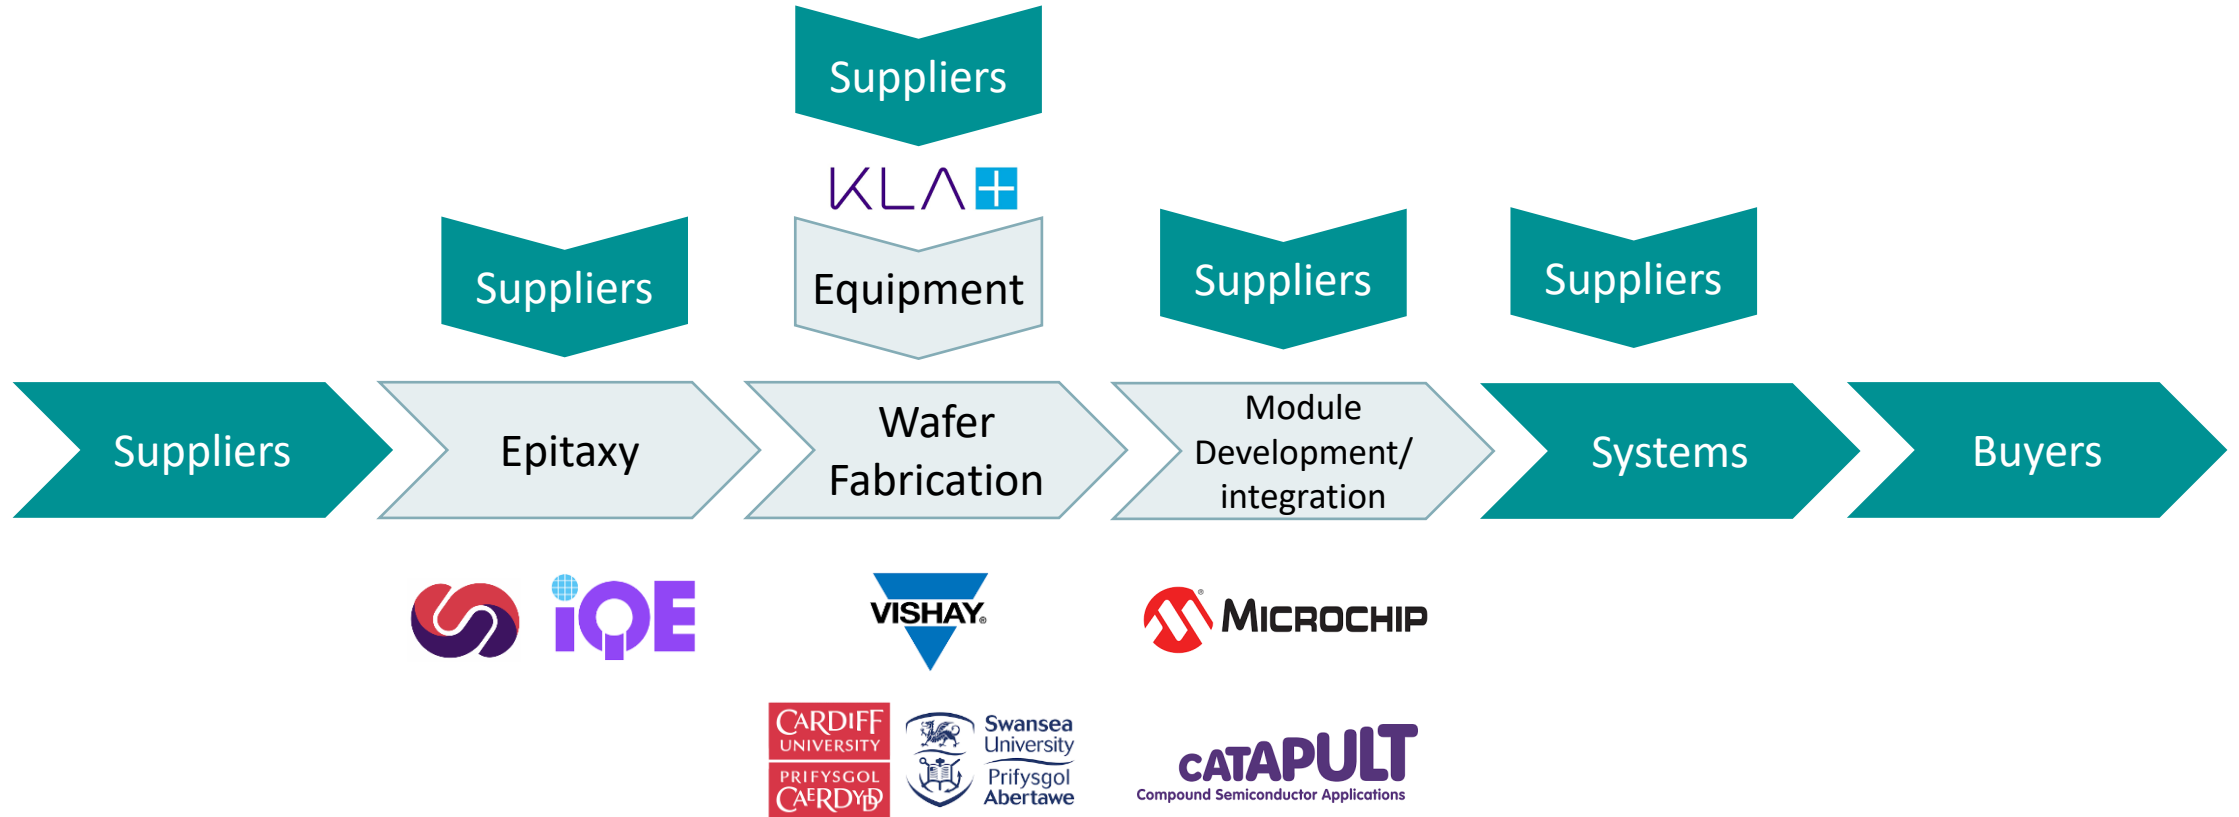 Suppliers
KLA
Suppliers
Equipment
Suppliers
Suppliers
Suppliers
Epitaxy
Wafer
Fabrication
Module
Development/
integration
Systems
Buyers
iQE
VISHAY®
MICROCHIP®
CARDIFF
UNIVERSITY
PRIFYSGOL
CAERDYDD
Swansea
University
Prifysgol
Abertawe
CATAPULT
Compound Semiconductor Applications